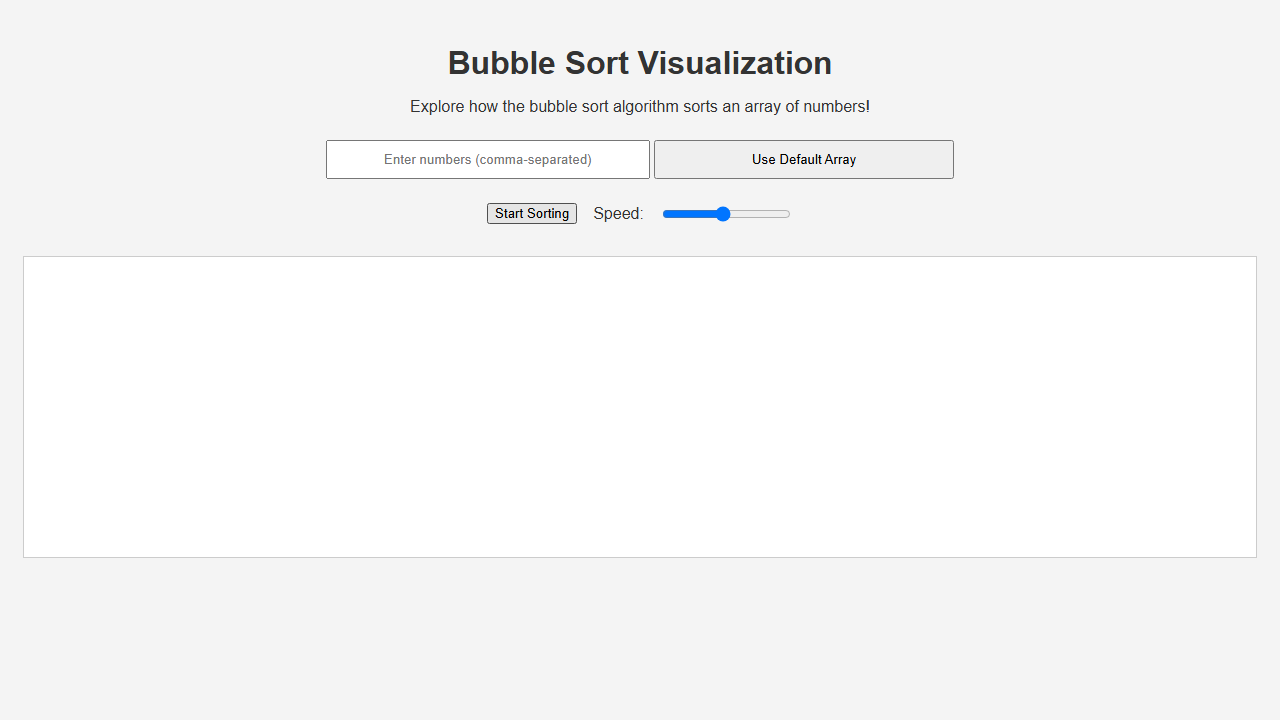 Bubble Sort Visualization
Explore how the bubble sort algorithm sorts an array of numbers!
Enter numbers (comma-separated) Use Default Array
Start Sorting Speed: